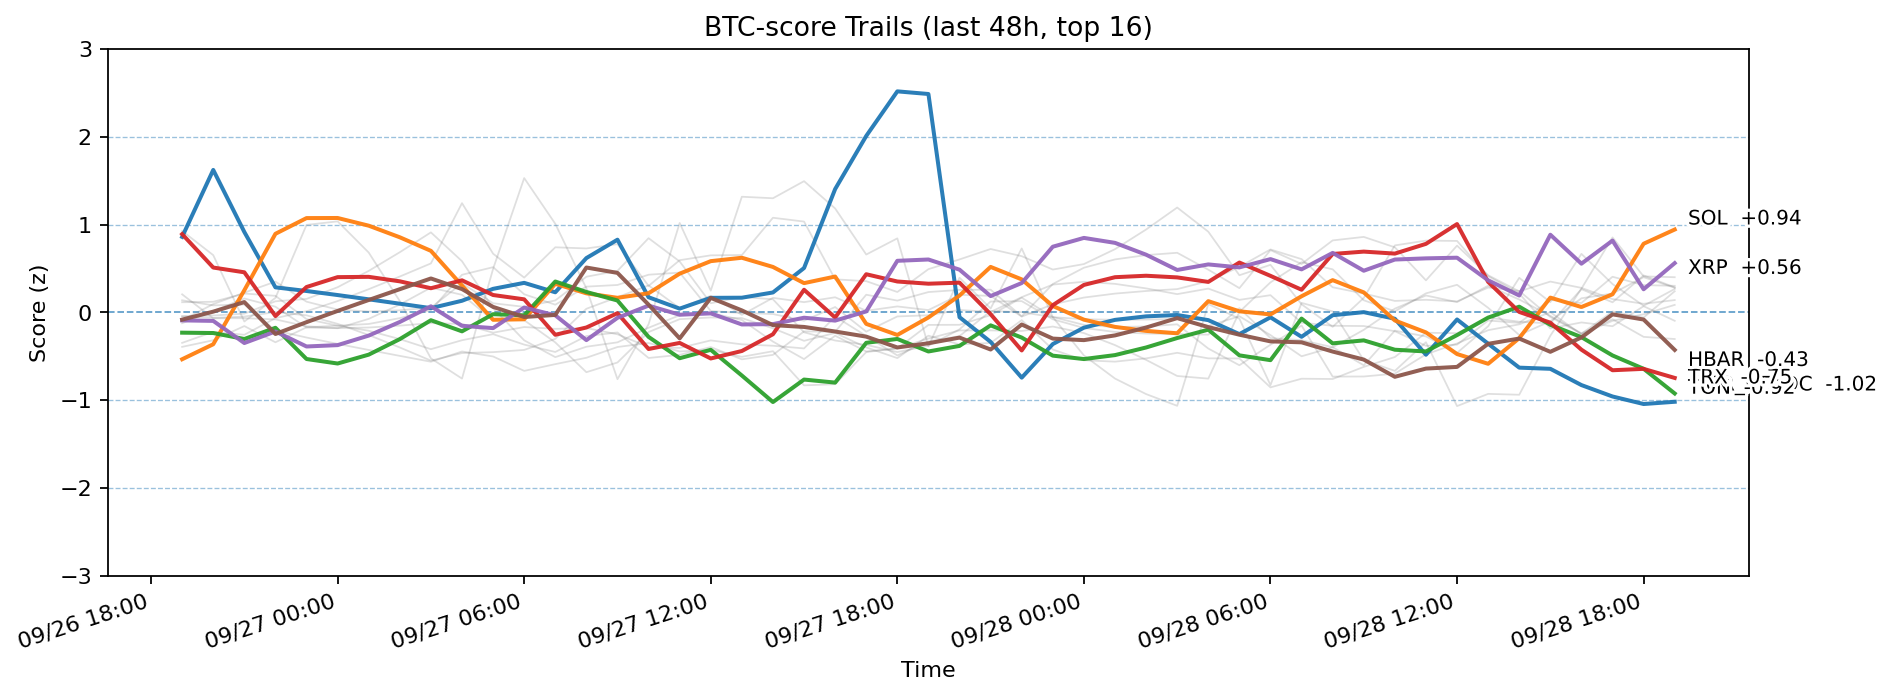 BTC-score Trails (last 48h, top 16)
Score (z)
3
2
1
0
−1
−2
−3
SOL +0.94
XRP +0.56
HBAR -0.43
TRX -0.75
-0.92
-1.02
09/26 18:00
09/27 00:00
09/27 06:00
09/27 12:00
09/27 18:00
09/28 00:00
09/28 06:00
09/28 12:00
09/28 18:00
Time